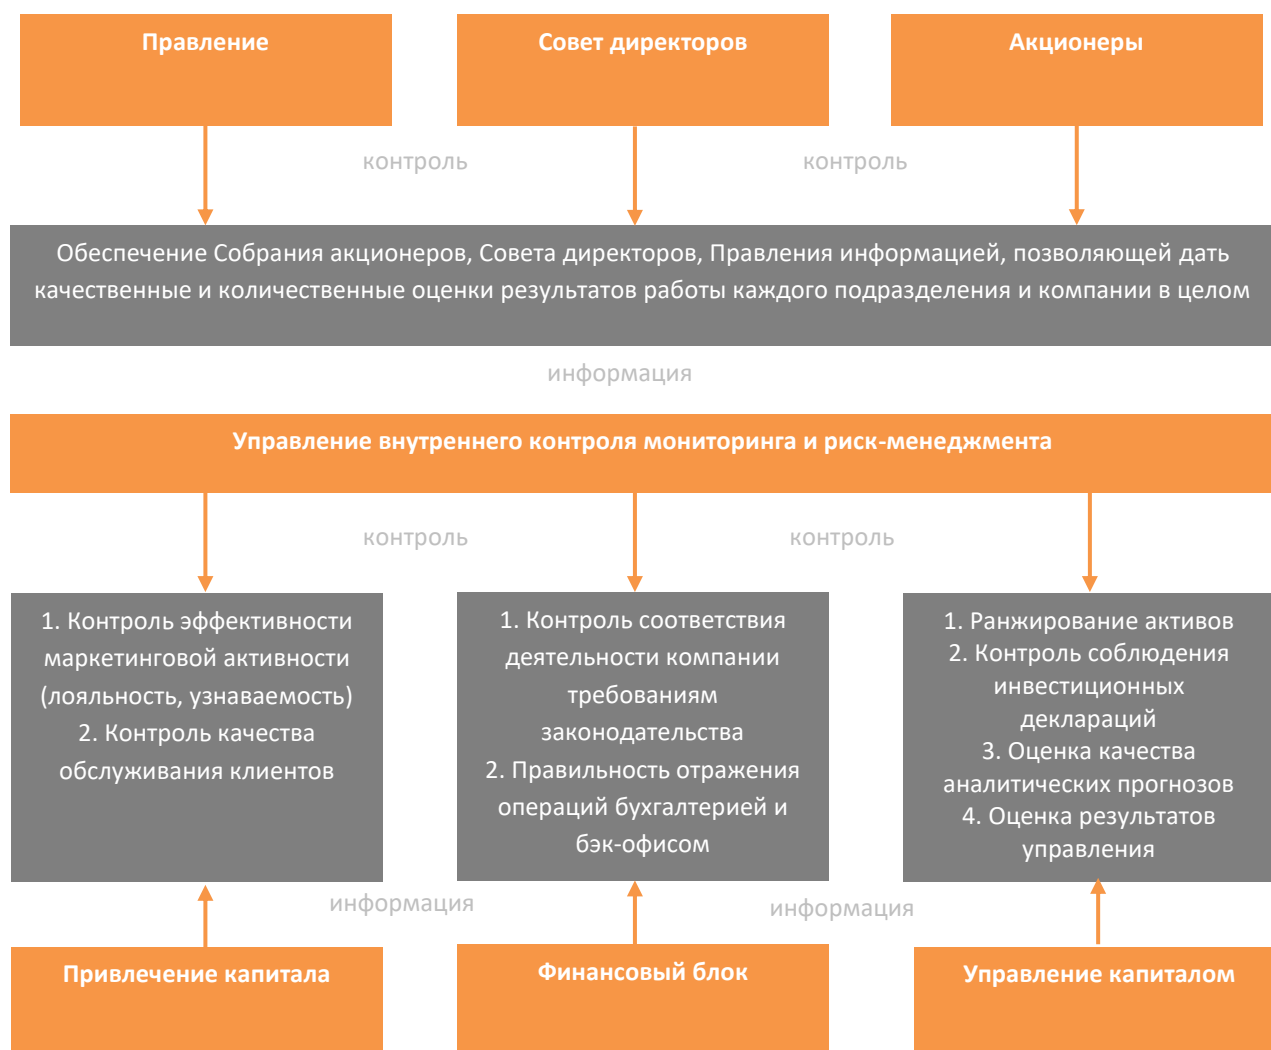 Правление
Совет директоров
Акционеры
контроль
контроль
Обеспечение Собрания акционеров, Совета директоров, Правления информацией, позволяющей дать
качественные и количественные оценки результатов работы каждого подразделения и компании в целом
информация
Управление внутреннего контроля мониторинга и риск-менеджмента
контроль
контроль
1. Контроль эффективности
маркетинговой активности
(лояльность, узнаваемость)
2. Контроль качества
обслуживания клиентов
1. Контроль соответствия
деятельности компании
требованиям
законодательства
2. Правильность отражения
операций бухгалтерией и
бэк-офисом
1. Ранжирование активов
2. Контроль соблюдения
инвестиционных
деклараций
3. Оценка качества
аналитических прогнозов
4. Оценка результатов
управления
информация
информация
Привлечение капитала
Финансовый блок
Управление капиталом